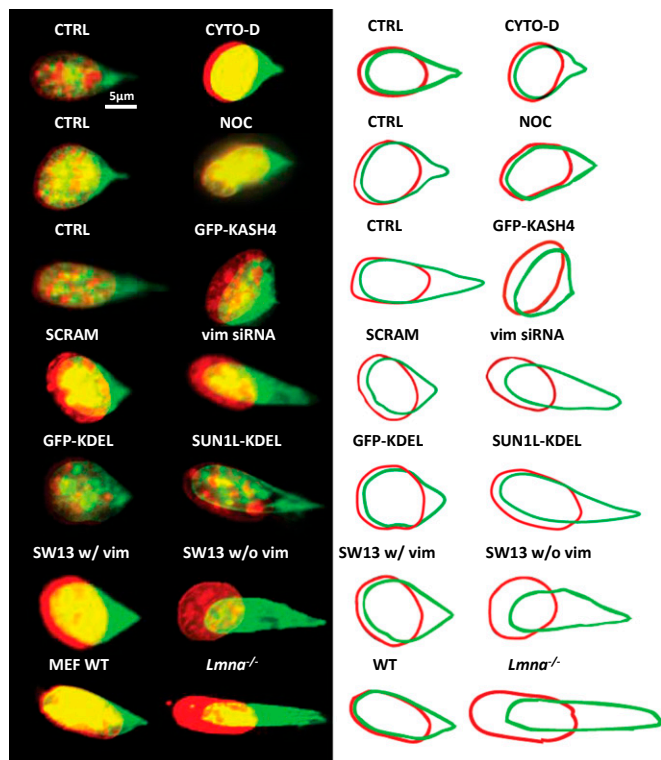 CTRL CYTO-D CTRL CYTO-D
5µm
CTRL NOC CTRL NOC
CTRL GFP-KASH4 CTRL GFP-KASH4
SCRAM vim siRNA SCRAM vim siRNA
GFP-KDEL SUN1L-KDEL GFP-KDEL SUN1L-KDEL
SW13 w/ vim SW13 w/o vim SW13 w/ vim SW13 w/o vim
MEF WT Lmna-/- WT Lmna-/-